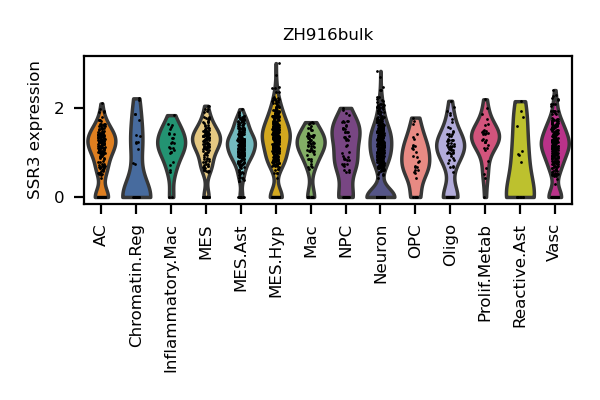 ZH916bulk
SSR3 expression
2
0
AC
Chromatin.Reg
Inflammatory.Mac
MES
MES.Ast
MES.Hyp
Mac
NPC
Neuron
OPC
Oligo
Prolif.Metab
Reactive.Ast
Vasc